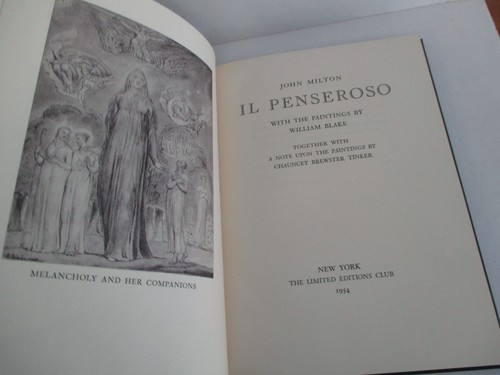 MELANCHOLY AND HER COMPANIONS
JOHN MILTON
IL PENSEROSO
WITH THE PAINTINGS BY
WILLIAM BLAKE
TOGETHER WITH
A NOTE UPON THE PAINTINGS BY
CHAUNCEY BREWSTER TINKER
NEW YORK
THE LIMITED EDITIONS CLUB
1954